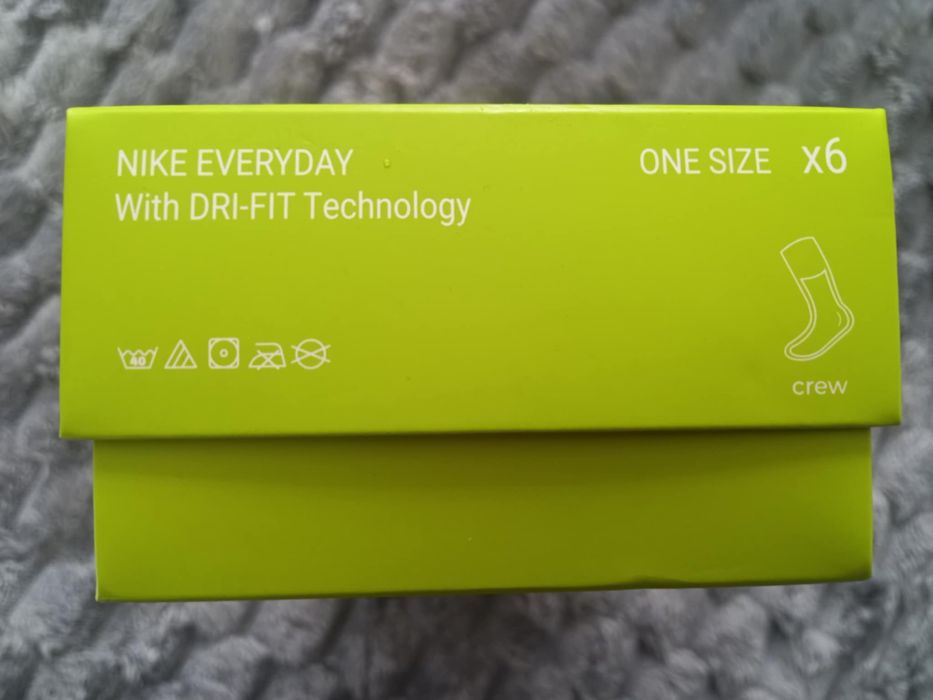 NIKE EVERYDAY
With DRI-FIT Technology
ONE SIZE x6
40
crew